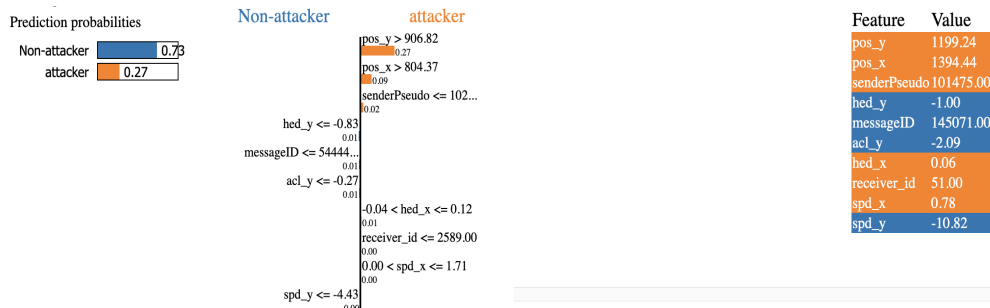 Prediction probabilities
Non-attacker 0.73
attacker 0.27
Non-attacker attacker
pos_y > 906.82
0.27
pos_x > 804.37
0.09
senderPseudo <= 102...
0.02
hed_y <= -0.83
0.01
messageID <= 54444...
0.01
acl_y <= -0.27
0.01
-0.04 < hed_x <= 0.12
0.01
receiver_id <= 2589.00
0.00
0.00 < spd_x <= 1.71
0.00
spd_y <= -4.43
Feature Value
pos_y 1199.24
pos_x 1394.44
senderPseudo 101475.00
hed_y -1.00
messageID 145071.00
acl_y -2.09
hed_x 0.06
receiver_id 51.00
spd_x 0.78
spd_y -10.82